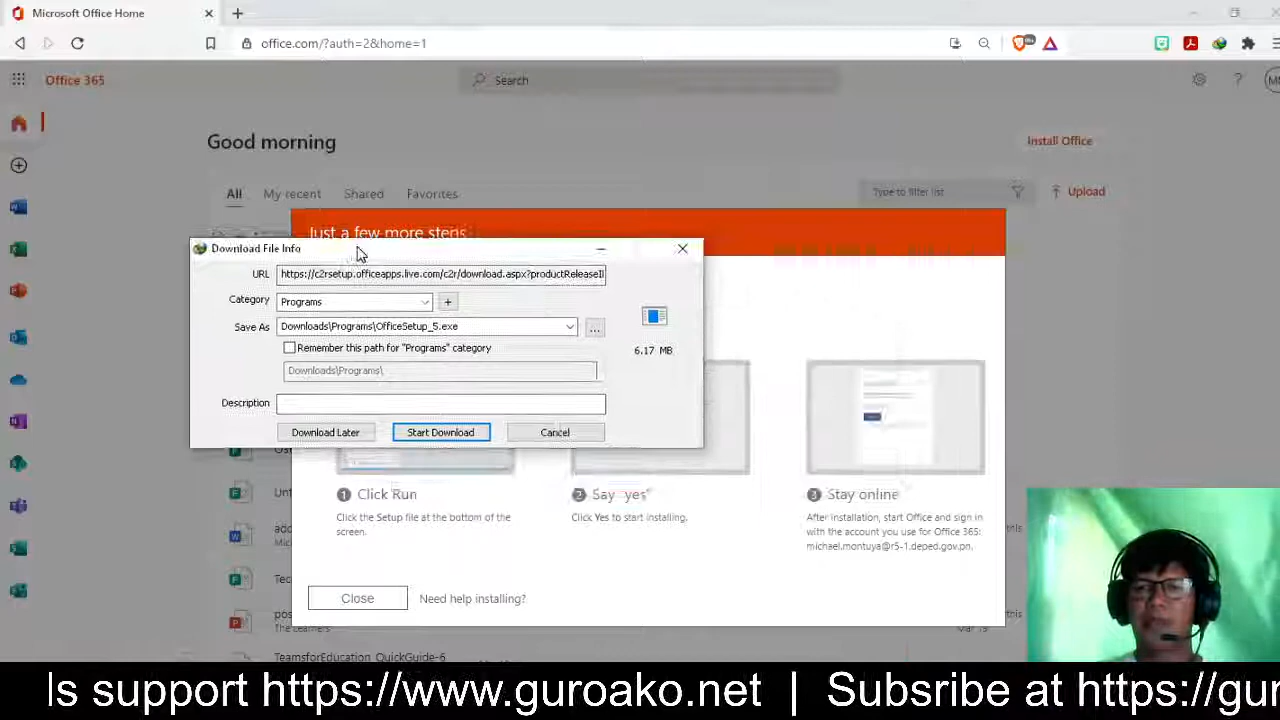 Microsoft Office Home
office.com/?auth=2&home=1
Office 365
Search
Good morning
Install Office
All
My recent
Shared
Favorites
Type to filter list
Upload
Just a few more steps
Download File Info
URL
https://c2rsetup.officeapps.live.com/c2r/download.aspx?productReleaseI
Category
Programs
+
Save As
Downloads\Programs\OfficeSetup_5.exe
...
6.17 MB
Remember this path for "Programs" category
Downloads\Programs\
Description
Download Later
Start Download
Cancel
1 Click Run
Click the Setup file at the bottom of the
screen.
2 Say "yes"
Click Yes to start installing.
3 Stay online
After installation, start Office and sign in
with the account you use for Office 365:
michael.montuya@r5-1.deped.gov.pn.
Close
Need help installing?
The Learners
TeamsforEducation_QuickGuide-6
Is support https://www.guroako.net | Subsribe at https://gur